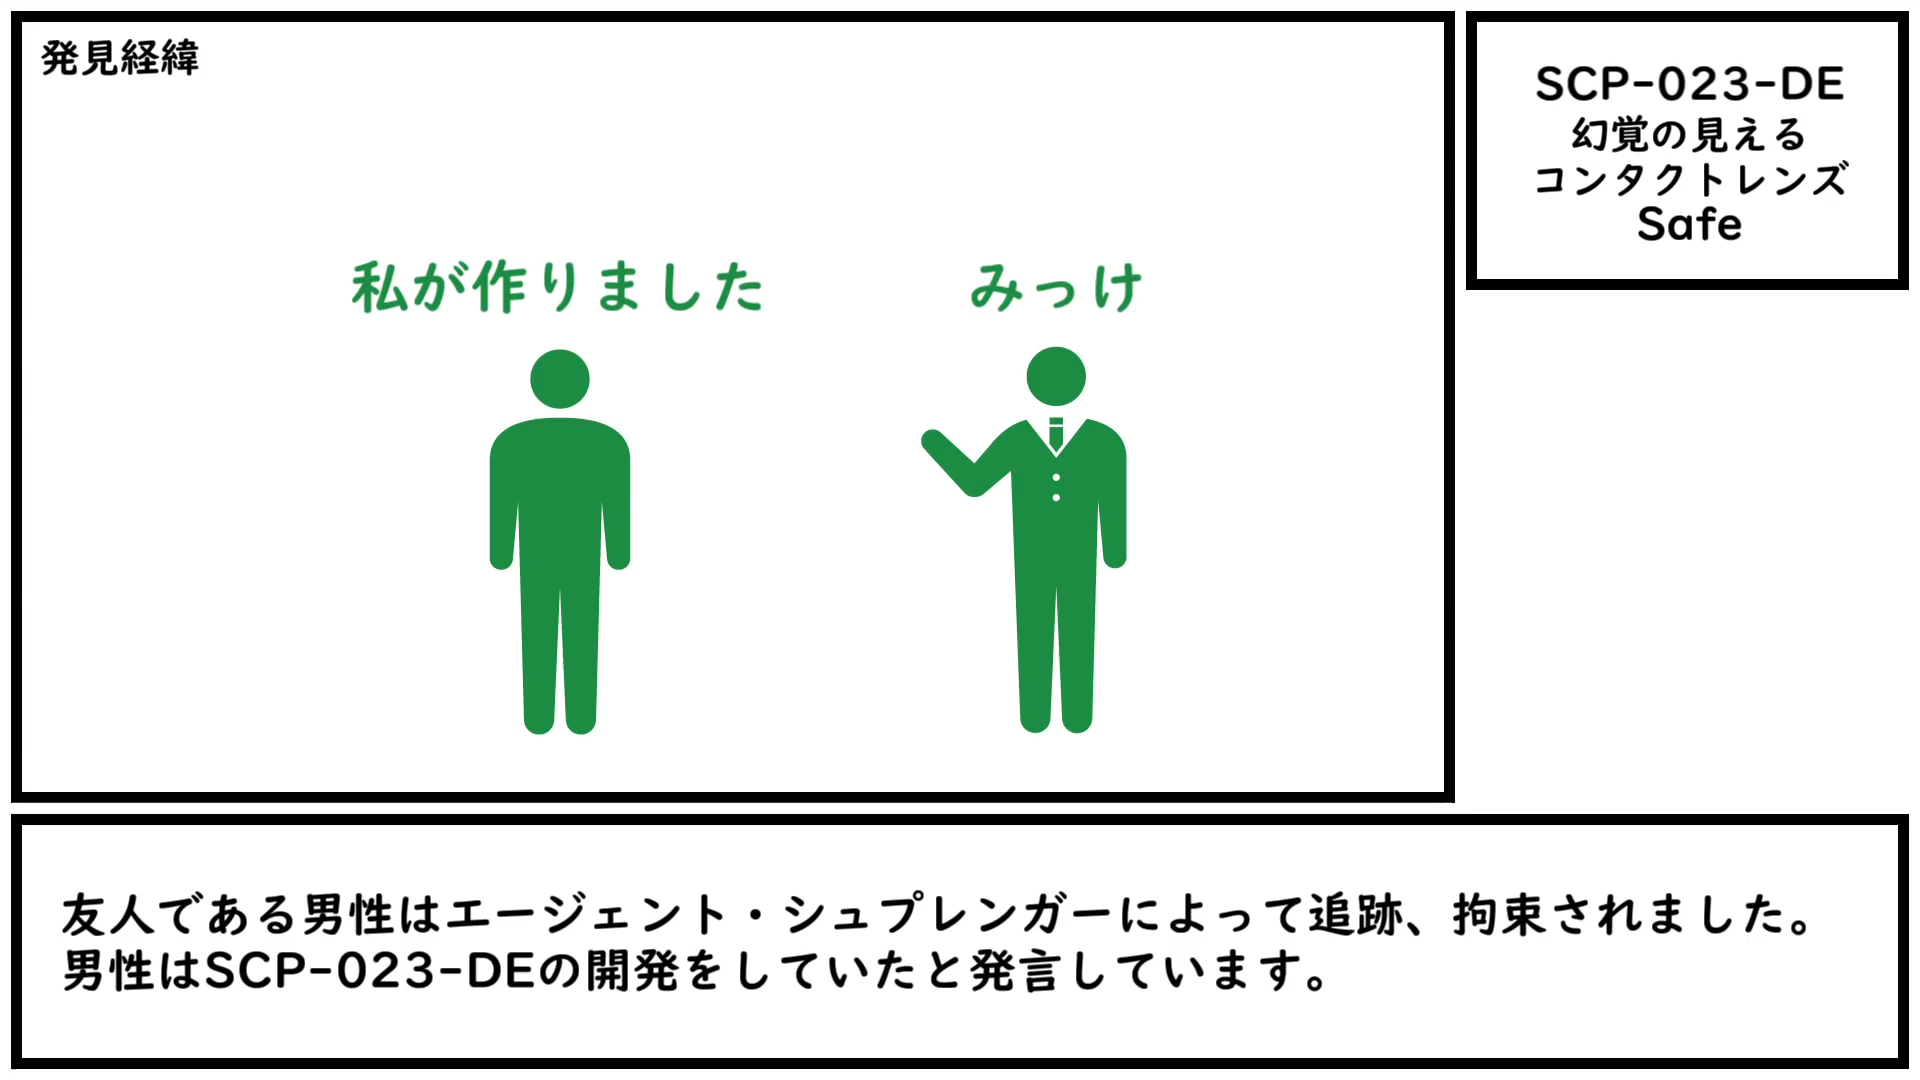 発見経緯
私が作りました
みっけ
SCP-023-DE
幻覚の見える
コンタクトレンズ
Safe
友人である男性はエージェント・シュプレンガーによって追跡、拘束されました。
男性はSCP-023-DEの開発をしていたと発言しています。